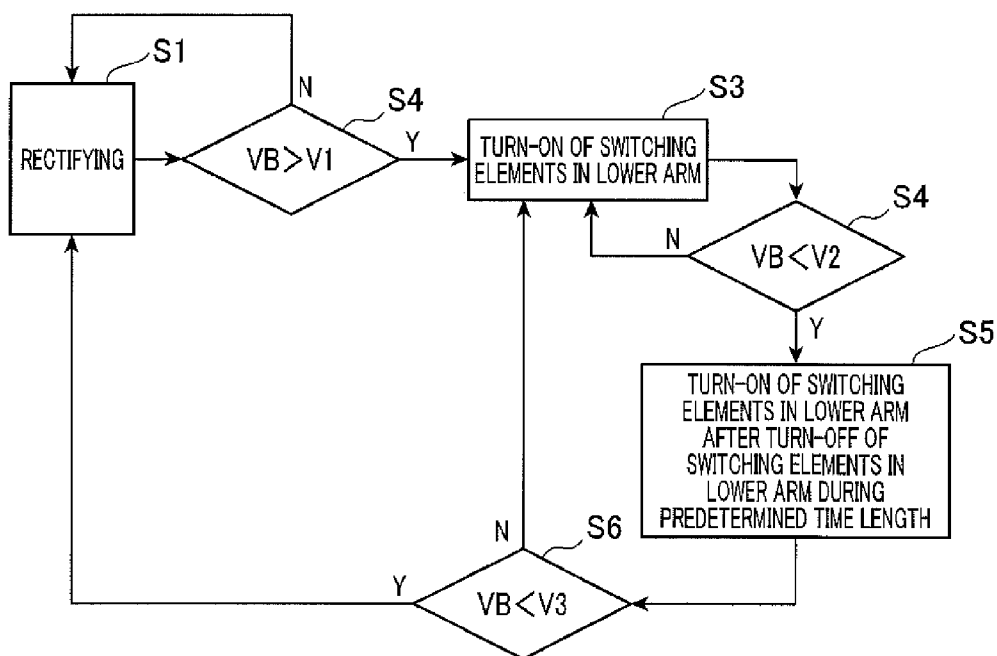 S1
RECTIFYING
N
S4
VB>V1
Y
S3
TURN-ON OF SWITCHING
ELEMENTS IN LOWER ARM
S4
N
VB<V2
Y
S5
TURN-ON OF SWITCHING
ELEMENTS IN LOWER ARM
AFTER TURN-OFF OF
SWITCHING ELEMENTS IN
LOWER ARM DURING
PREDETERMINED TIME LENGTH
N
S6
Y
VB<V3